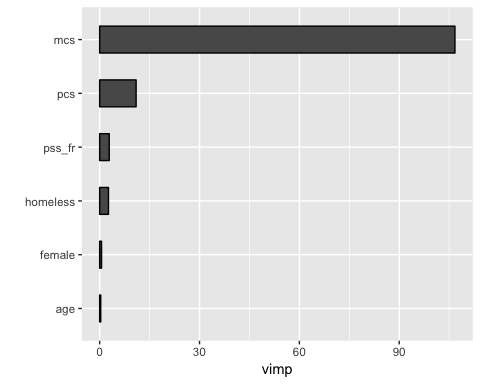 mcs
pcs
pss_fr
homeless
female
age
0 30 60 90
vimp